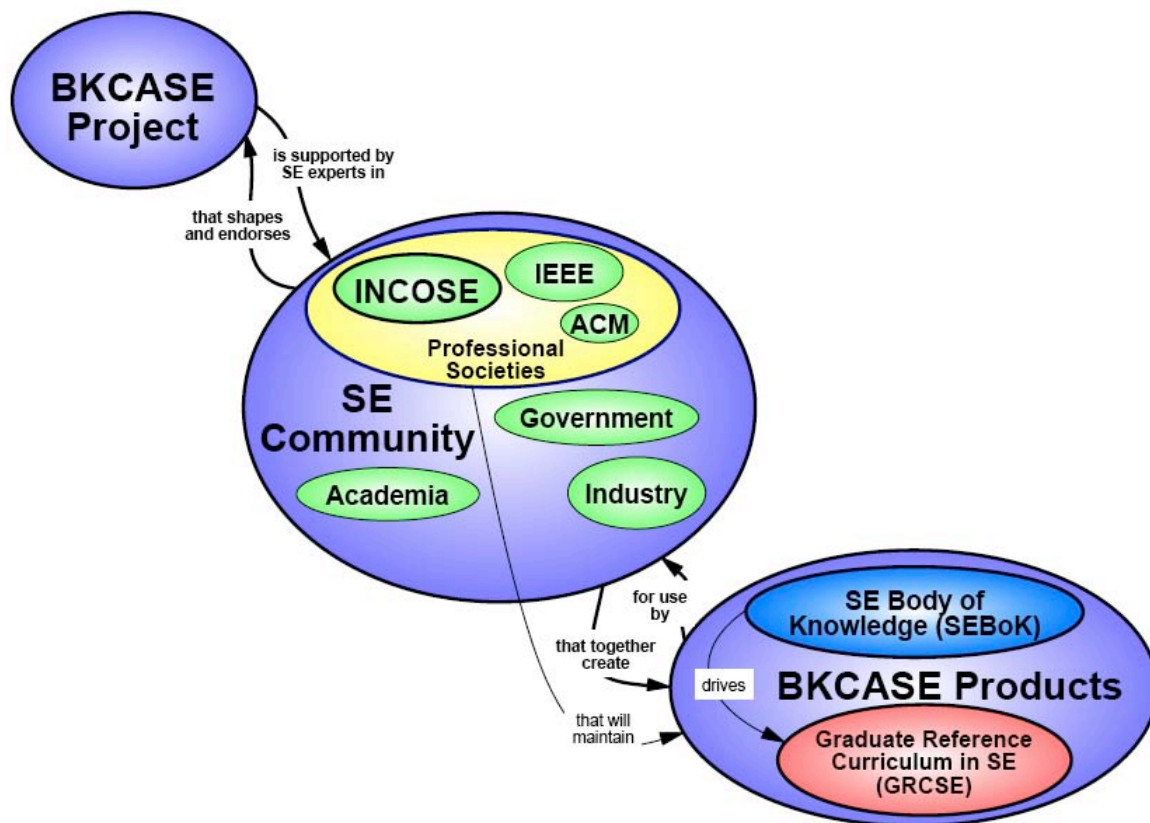 BKCASE
Project
is supported by
SE experts in
that shapes
and endorses
INCOSE
IEEE
ACM
Professional
Societies
SE
Community
Government
Academia
Industry
for use
by
that together
create
that will
maintain
SE Body of
Knowledge (SEBoK)
drives
BKCASE Products
Graduate Reference
Curriculum in SE
(GRCSE)